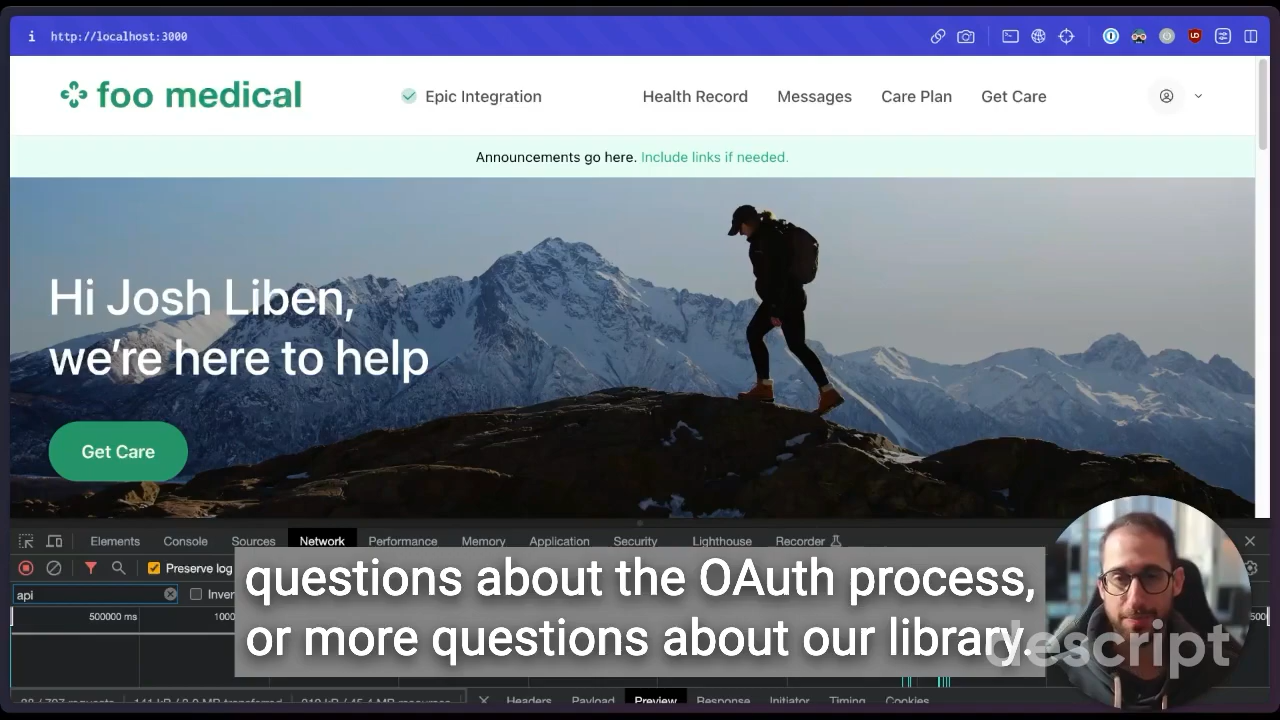 http://localhost:3000
foo medical
Epic Integration
Health Record
Messages
Care Plan
Get Care
Announcements go here. Include links if needed.
Hi Josh Liben,
we're here to help
Get Care
Elements
Console
Sources
Network
Performance
Memory
Application
Security
Lighthouse
Recorder
Preserve log
api
Inver
500000 ms
1000
questions about the OAuth process,
or more questions about our library.
descript
Headers
Payload
Preview
Response
Initiator
Timing
Cookies